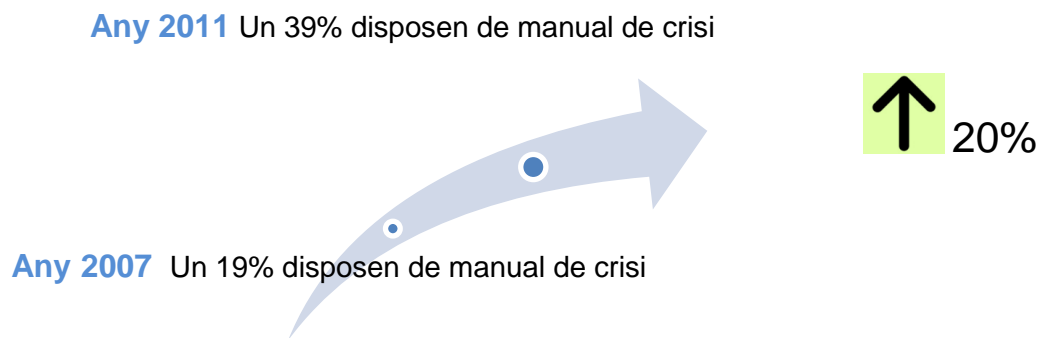 Any 2011 Un 39% disposen de manual de crisi
20%
Any 2007 Un 19% disposen de manual de crisi